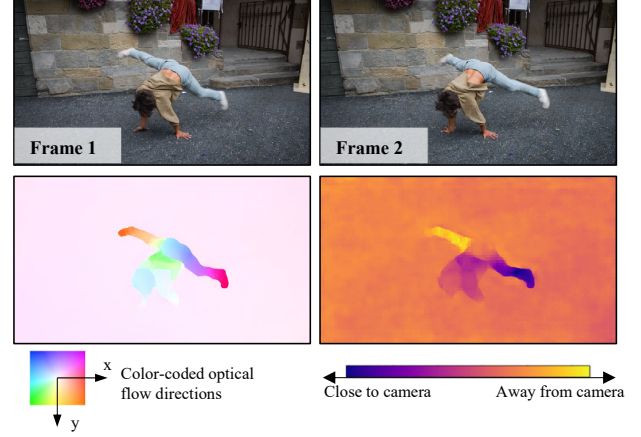 Frame 1
Frame 2
x
Color-coded optical
flow directions
y
Close to camera
Away from camera